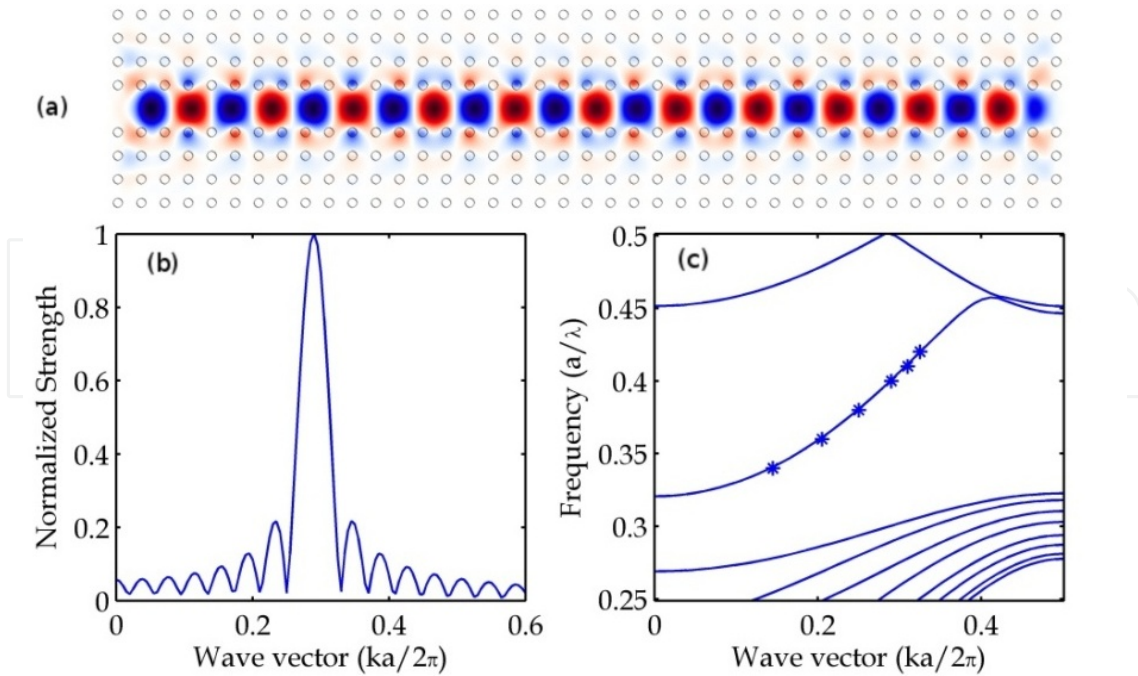 (a)
(b)
1
0.8
0.6
0.4
0.2
0
Normalized Strength
0 0.2 0.4 0.6
Wave vector (ka/2π)
(c)
0.5
0.45
0.4
0.35
0.3
0.25
Frequency (a/λ)
0 0.2 0.4
Wave vector (ka/2π)